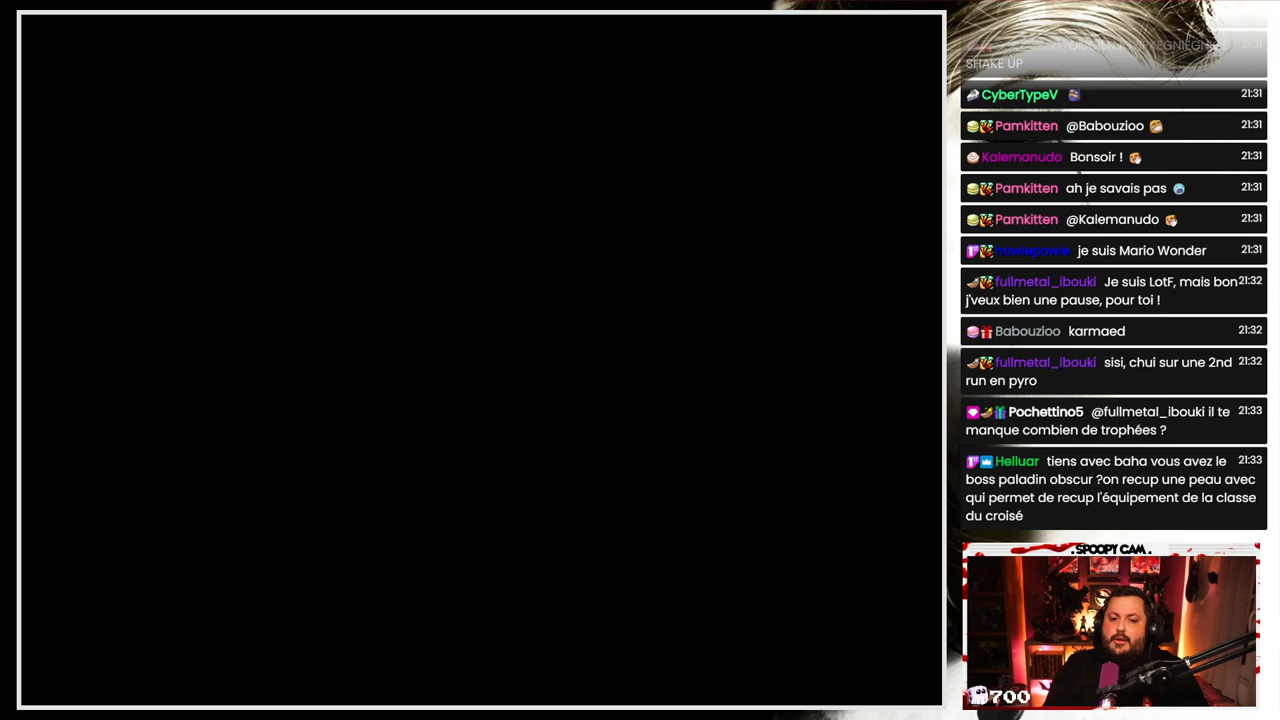 21:31
SHAKE UP
CyberTypeV 21:31
Pamkitten @Babouzioo 21:31
Kalemanudo Bonsoir ! 21:31
Pamkitten ah je savais pas 21:31
Pamkitten @Kalemanudo 21:31
howlepowle je suis Mario Wonder 21:31
fullmetal_ibouki Je suis LotF, mais bon 21:32
j'veux bien une pause, pour toi !
Babouzioo karmaed 21:32
fullmetal_ibouki sisi, chui sur une 2nd 21:32
run en pyro
Pochettino5 @fullmetal_ibouki il te 21:33
manque combien de trophées ?
Helluar tiens avec baha vous avez le 21:33
boss paladin obscur ?on recup une peau avec
qui permet de recup l'équipement de la classe
du croisé
. SPOOPY CAM .
700